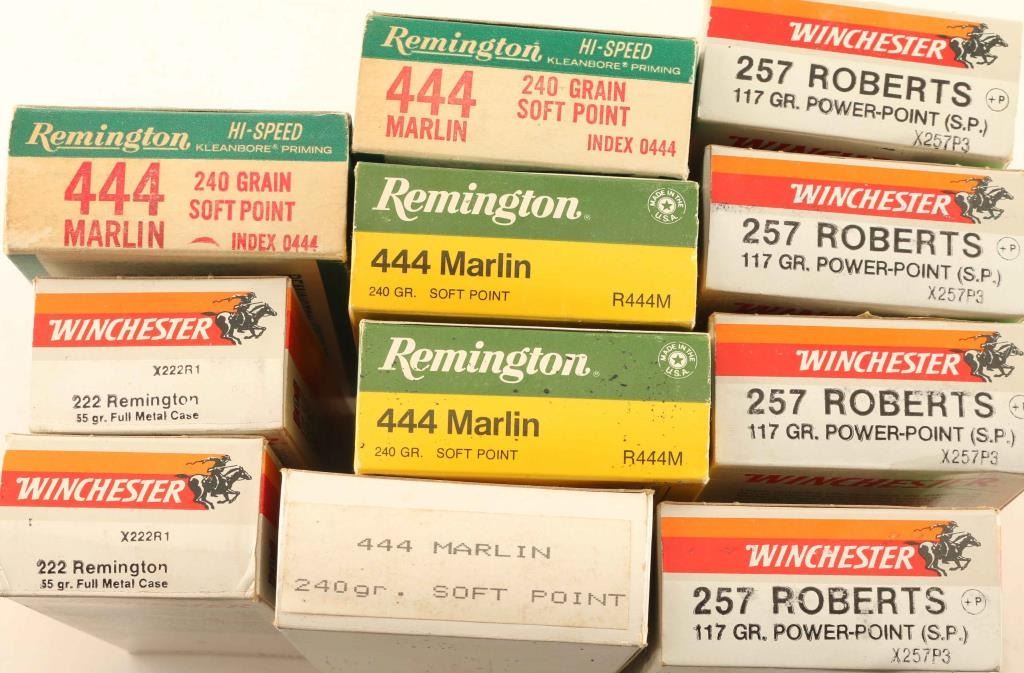 Remington HI-SPEED
KLEANBORE® PRIMING
444 240 GRAIN
MARLIN SOFT POINT
INDEX 0444
WINCHESTER
257 ROBERTS +P
117 GR. POWER-POINT (S.P.)
X257P3
Remington HI-SPEED
KLEANBORE® PRIMING
444 240 GRAIN
MARLIN SOFT POINT
INDEX 0444
Remington®
MADE IN THE U.S.A.
444 Marlin
240 GR. SOFT POINT R444M
WINCHESTER
257 ROBERTS +P
117 GR. POWER-POINT (S.P.)
X257P3
WINCHESTER
X222R1
222 Remington
55 gr. Full Metal Case
Remington®
MADE IN THE U.S.A.
444 Marlin
240 GR. SOFT POINT R444M
WINCHESTER
257 ROBERTS +P
117 GR. POWER-POINT (S.P.)
X257P3
WINCHESTER
X222R1
222 Remington
55 gr. Full Metal Case
444 MARLIN
240gr. SOFT POINT
WINCHESTER
257 ROBERTS +P
117 GR. POWER-POINT (S.P.)
X257P3